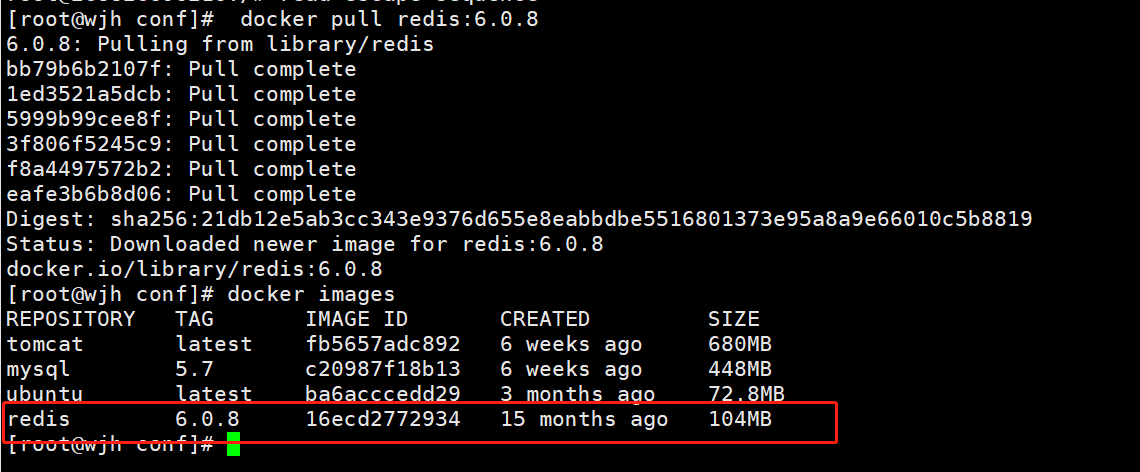 [root@wjh conf]#  docker pull redis:6.0.8
6.0.8: Pulling from library/redis
bb79b6b2107f: Pull complete
1ed3521a5dcb: Pull complete
5999b99cee8f: Pull complete
3f806f5245c9: Pull complete
f8a4497572b2: Pull complete
eafe3b6b8d06: Pull complete
Digest: sha256:21db12e5ab3cc343e9376d655e8eabbdbe5516801373e95a8a9e66010c5b8819
Status: Downloaded newer image for redis:6.0.8
docker.io/library/redis:6.0.8
[root@wjh conf]# docker images
REPOSITORY   TAG       IMAGE ID       CREATED         SIZE
tomcat       latest    fb5657adc892   6 weeks ago     680MB
mysql        5.7       c20987f18b13   6 weeks ago     448MB
ubuntu       latest    ba6acccedd29   3 months ago    72.8MB
redis        6.0.8     16ecd2772934   15 months ago   104MB
[root@wjh conf]#